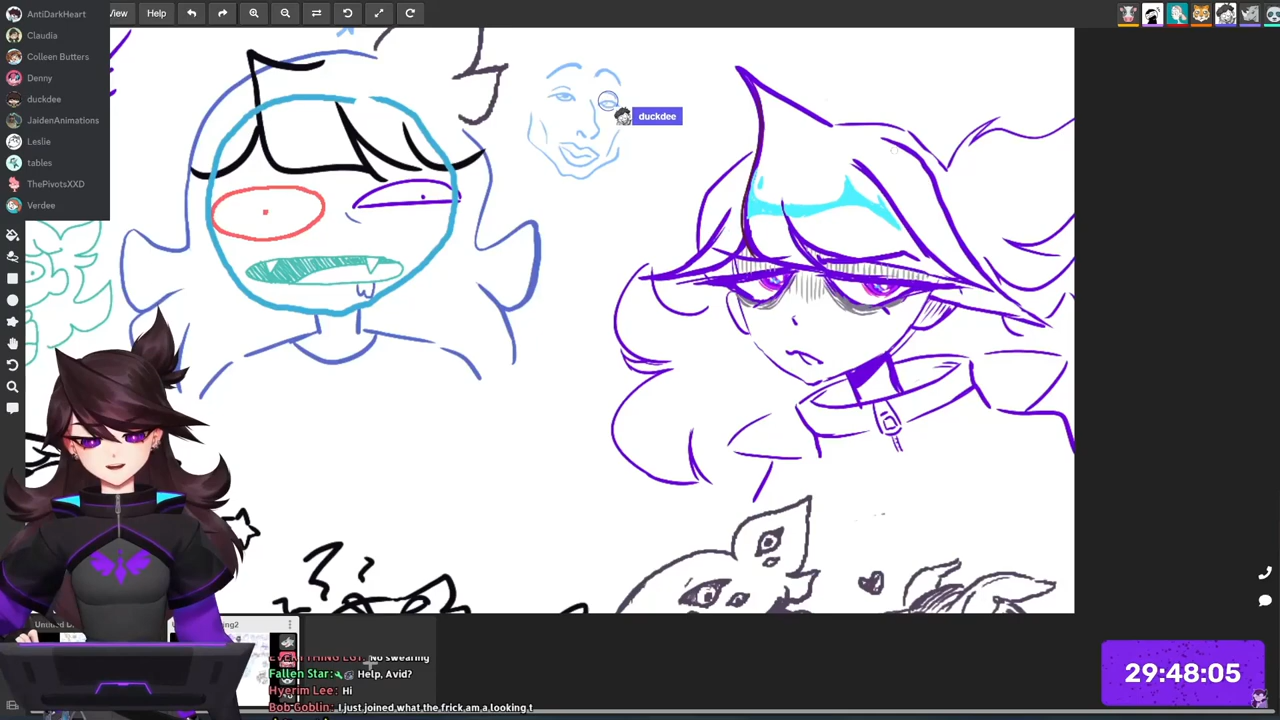 AntiDarkHeart
View
Help
Claudia
Colleen Butters
Denny
duckdee
JaidenAnimations
Leslie
tables
ThePivotsXXD
Verdee
duckdee
??
No swearing
Fallen Star: Help, Avid?
Hyerim Lee: Hi
Bob Goblin: I just joined what the frick am a looking t
29:48:05